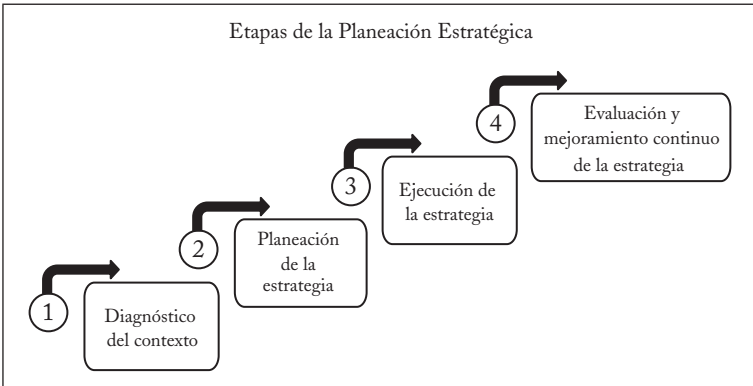 Etapas de la Planeación Estratégica
1
Diagnóstico
del contexto
2
Planeación
de la
estrategia
3
Ejecución de
la estrategia
4
Evaluación y
mejoramiento continuo
de la estrategia